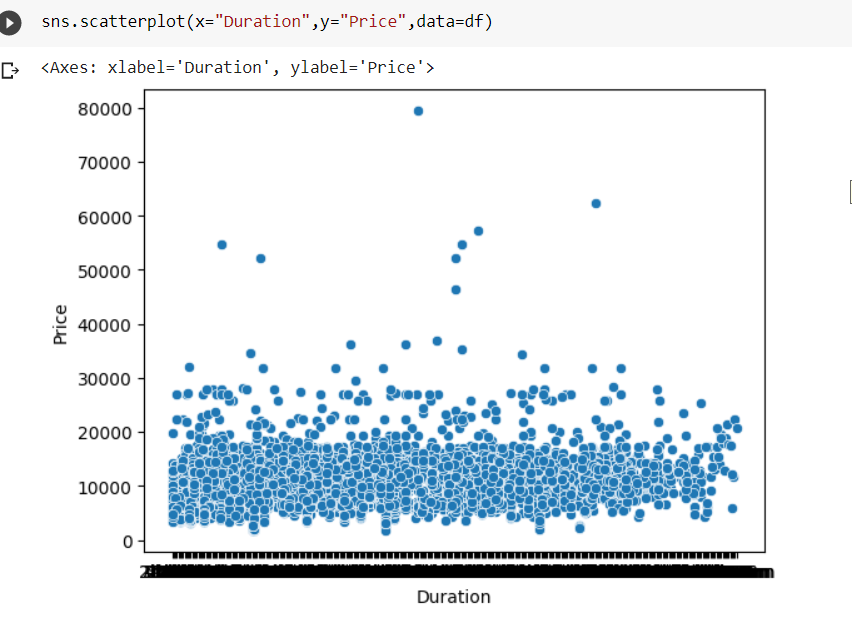 sns.scatterplot(x="Duration",y="Price",data=df)
<Axes: xlabel='Duration', ylabel='Price'>
80000
70000
60000
50000
40000
30000
20000
10000
0
Price
Duration